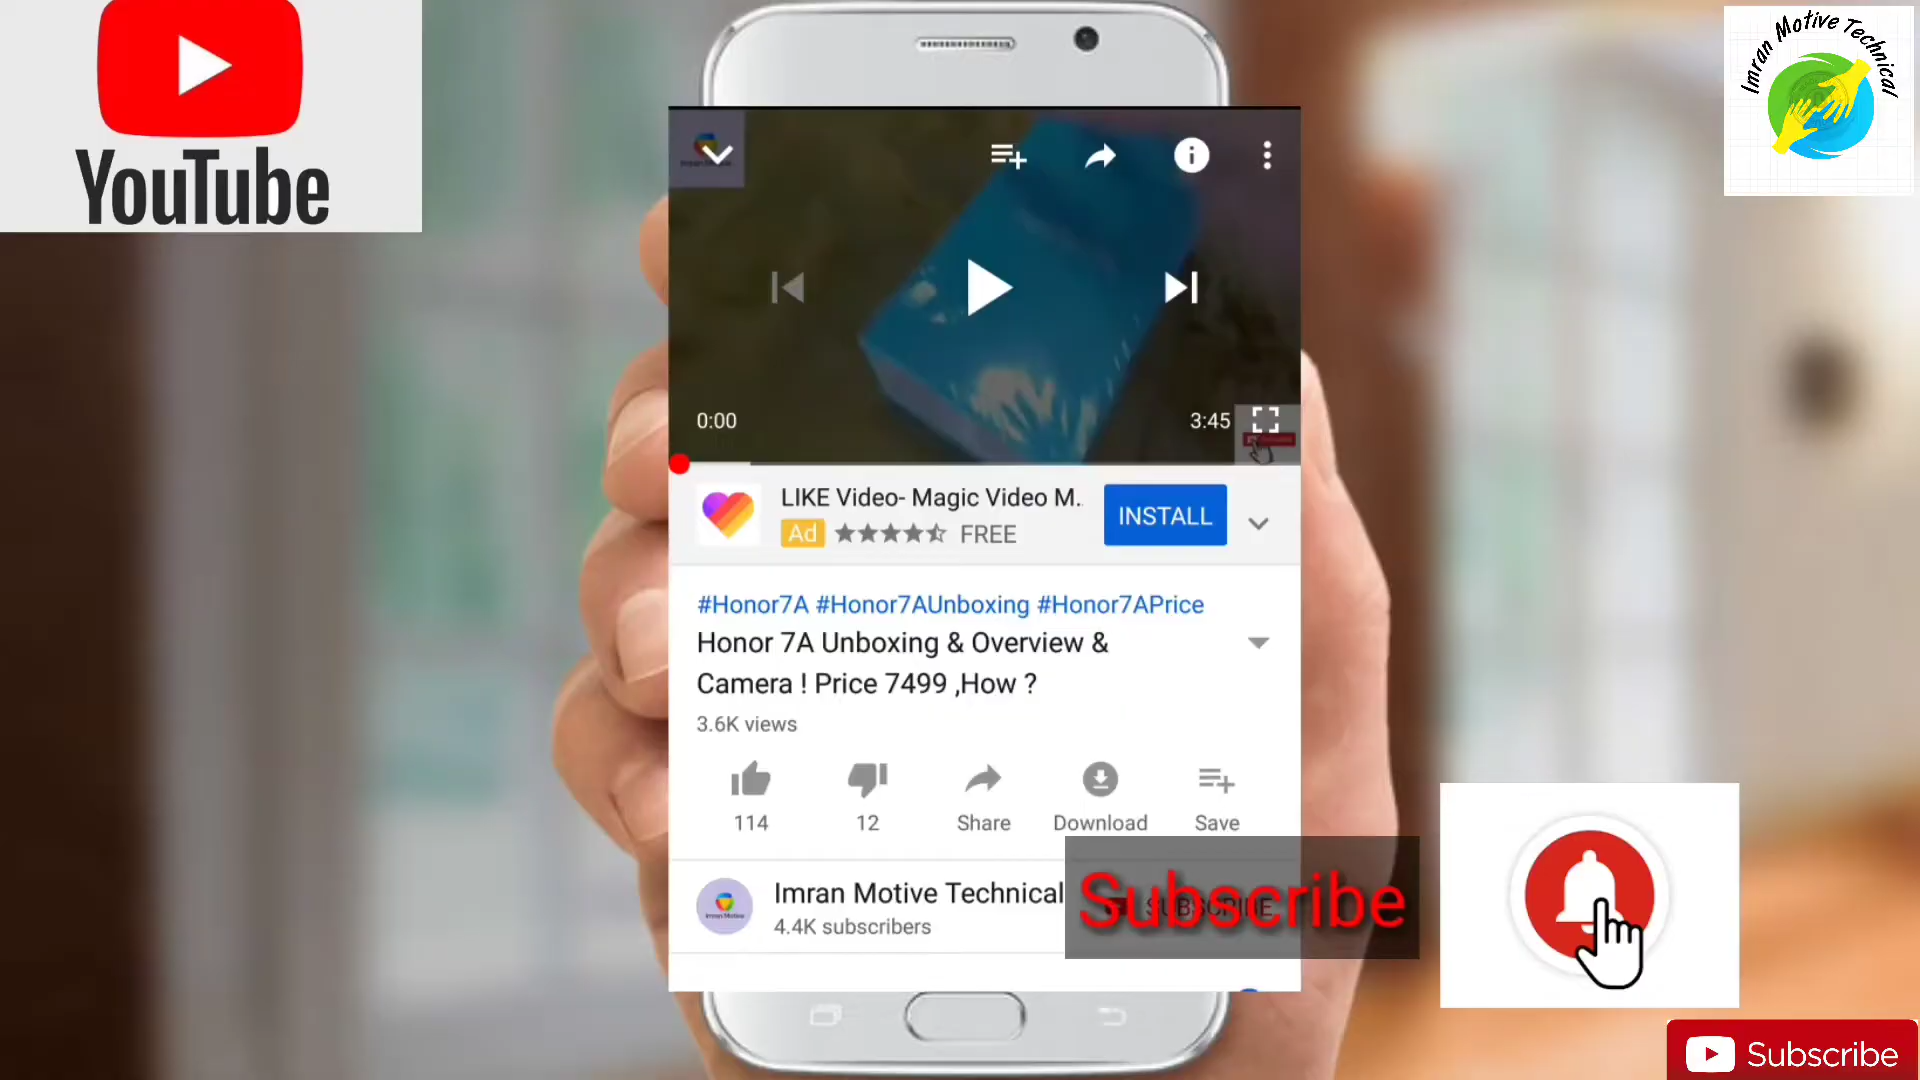 YouTube
Imran Motive Technical
0:00
3:45
LIKE Video- Magic Video M..
Ad
FREE
INSTALL
#Honor7A #Honor7AUnboxing #Honor7APrice
Honor 7A Unboxing & Overview &
Camera ! Price 7499 ,How ?
3.6K views
114
12
Share
Download
Save
Imran Motive Technical
4.4K subscribers
SUBSCRIBE
Subscribe
Subscribe